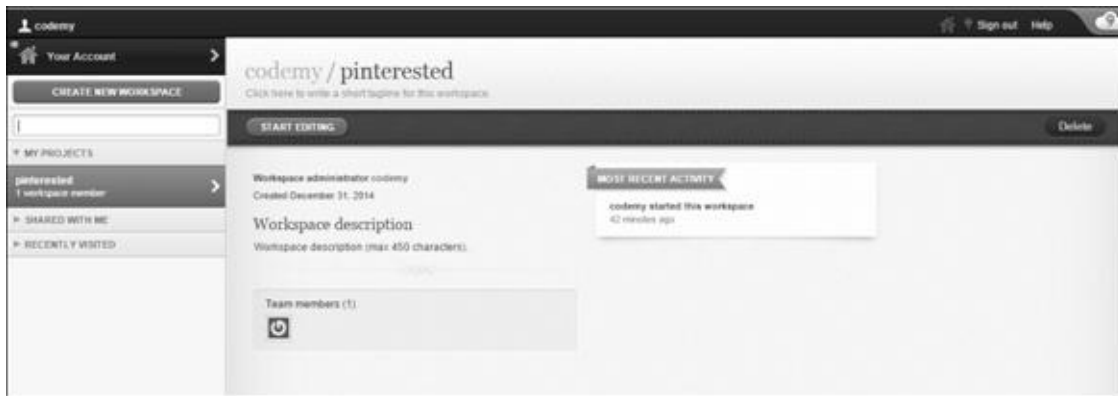 codemy
Sign out Help
Your Account
CREATE NEW WORKSPACE
MY PROJECTS
pinterested
1 workspace member
SHARED WITH ME
RECENTLY VISITED
codemy / pinterested
Click here to write a short tagline for this workspace
START EDITING
Delete
Workspace administrator codemy
Created December 31, 2014
Workspace description
Workspace description (max 450 characters).
Team members (1)
MOST RECENT ACTIVITY
codemy started this workspace
42 minutes ago